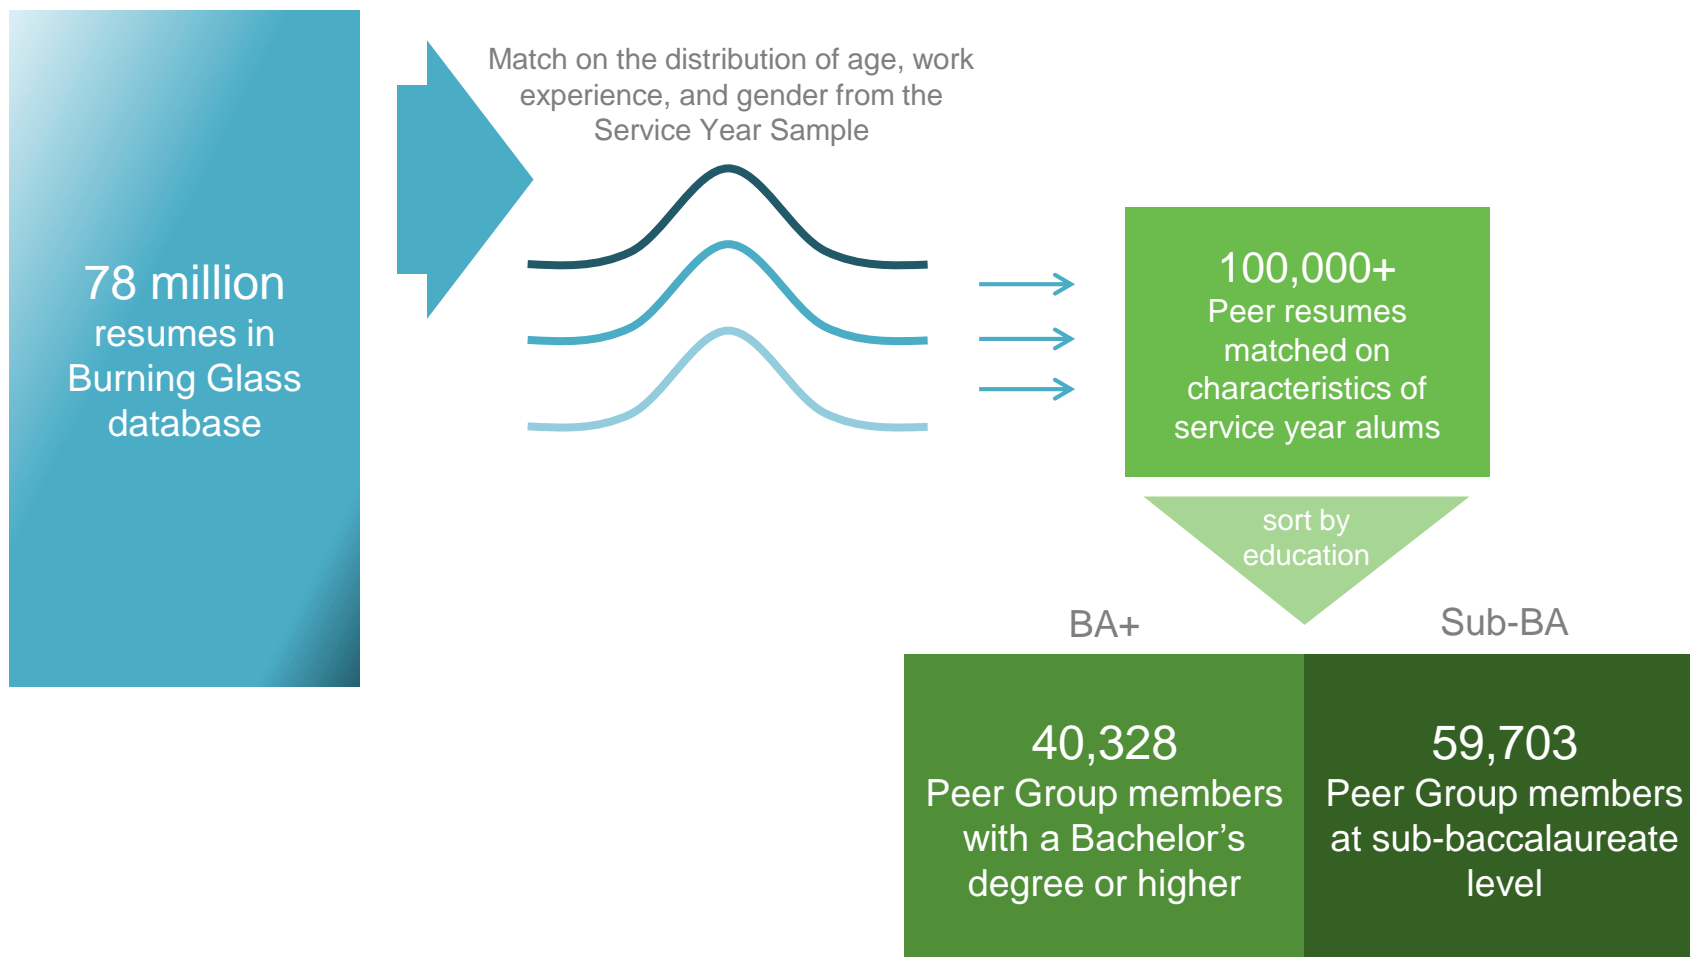 78 million
resumes in
Burning Glass
database
Match on the distribution of age, work
experience, and gender from the
Service Year Sample
100,000+
Peer resumes
matched on
characteristics of
service year alums
sort by
education
BA+
Sub-BA
40,328
Peer Group members
with a Bachelor’s
degree or higher
59,703
Peer Group members
at sub-baccalaureate
level